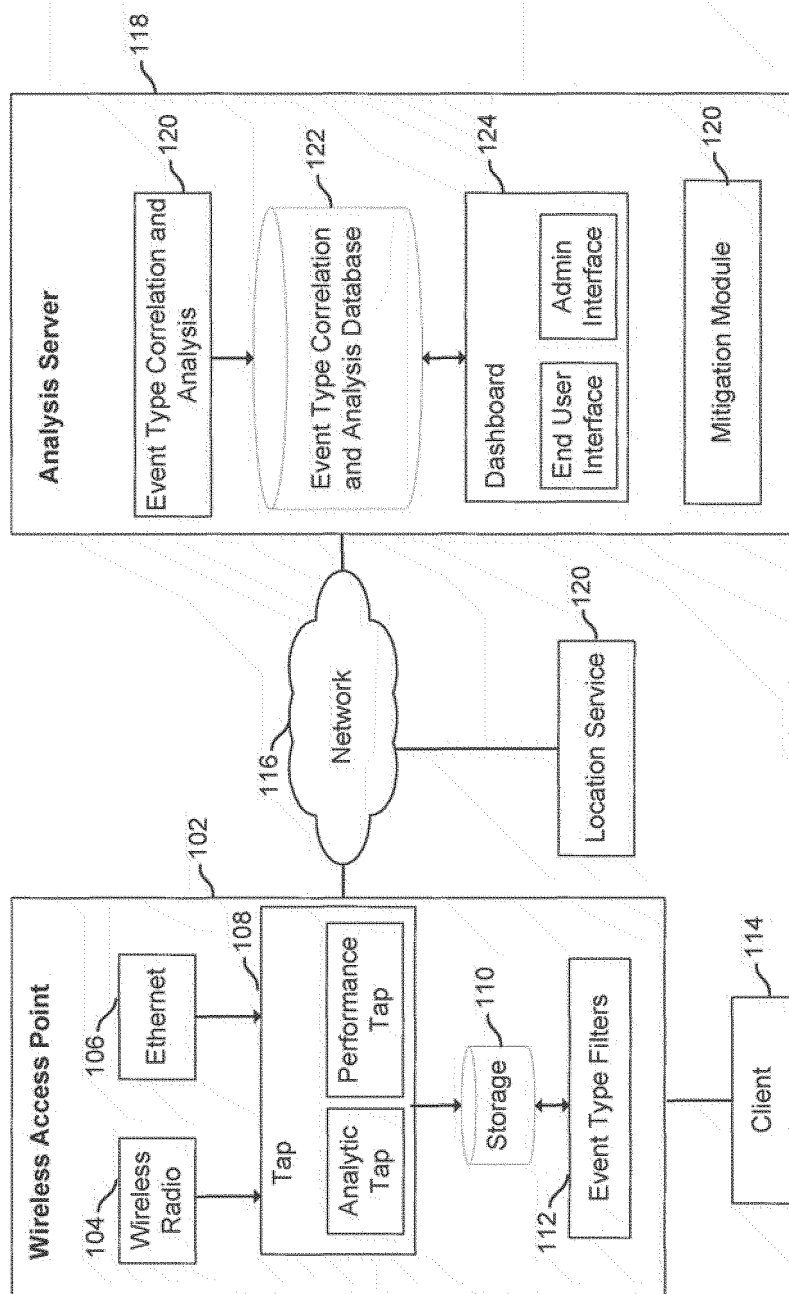 Wireless Access Point
102
104
Wireless
Radio
106
Ethernet
108
Tap
Analytic
Tap
Performance
Tap
110
Storage
112
Event Type Filters
Client
114
116
Network
Location Service
120
Analysis Server
118
Event Type Correlation and
Analysis
120
Event Type Correlation
and Analysis Database
122
Dashboard
124
End User
Interface
Admin
Interface
Mitigation Module
120